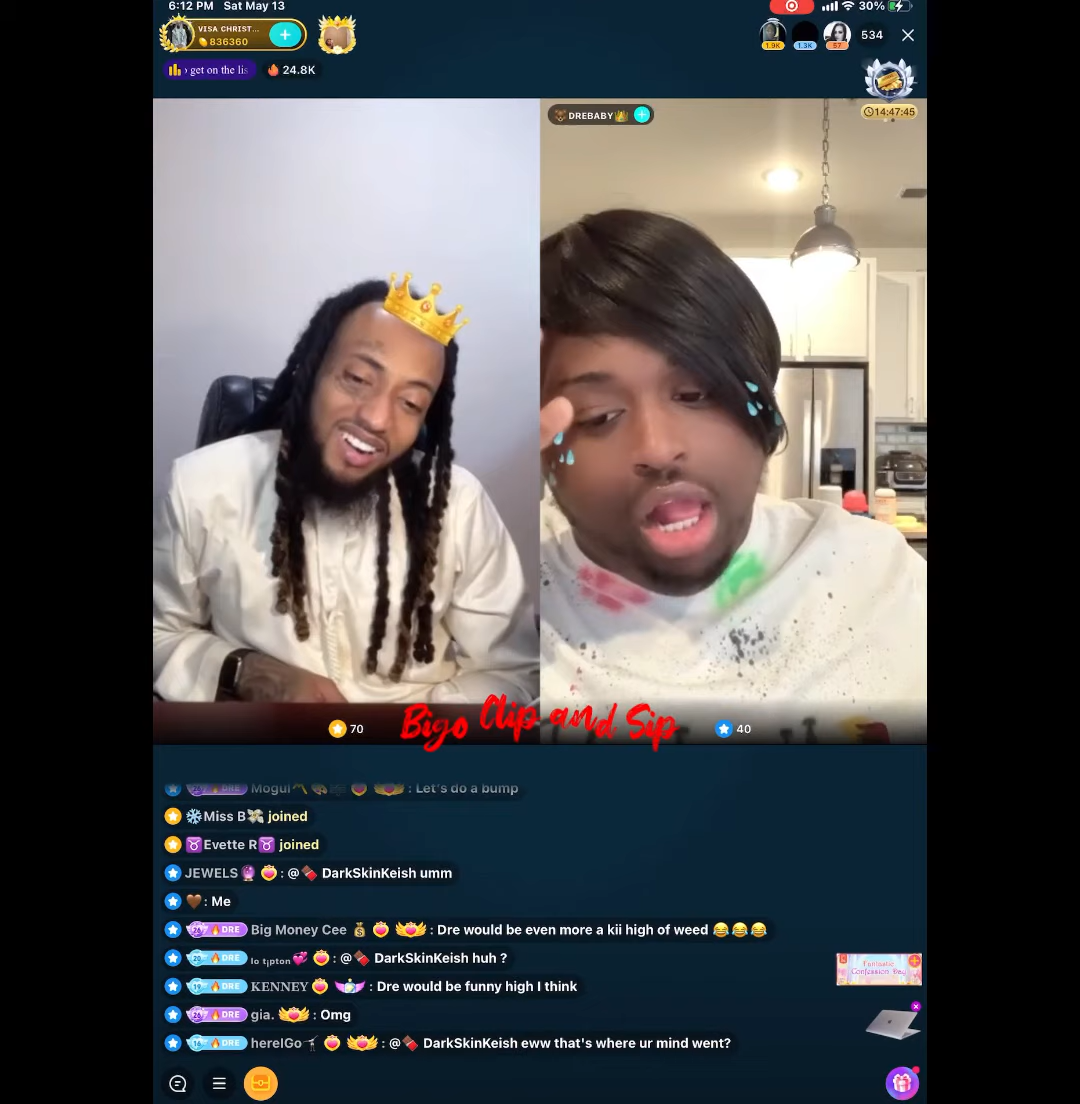 6:12 PM Sat May 13
30%
VISA CHRIST...
836360
1.9K
1.3K
57
534
get on the lis
24.8K
14:47:45
DREBABY
70
Bigo Clip and Sip
40
DRE Mogul : Let's do a bump
Miss B joined
Evette R joined
JEWELS : @ DarkSkinKeish umm
: Me
DRE Big Money Cee : Dre would be even more a kii high of weed
DRE lo tipton : @ DarkSkinKeish huh ?
DRE KENNEY : Dre would be funny high I think
DRE gia. : Omg
DRE hereIGo : @ DarkSkinKeish eww that's where ur mind went?
Fantastic
Confession Day